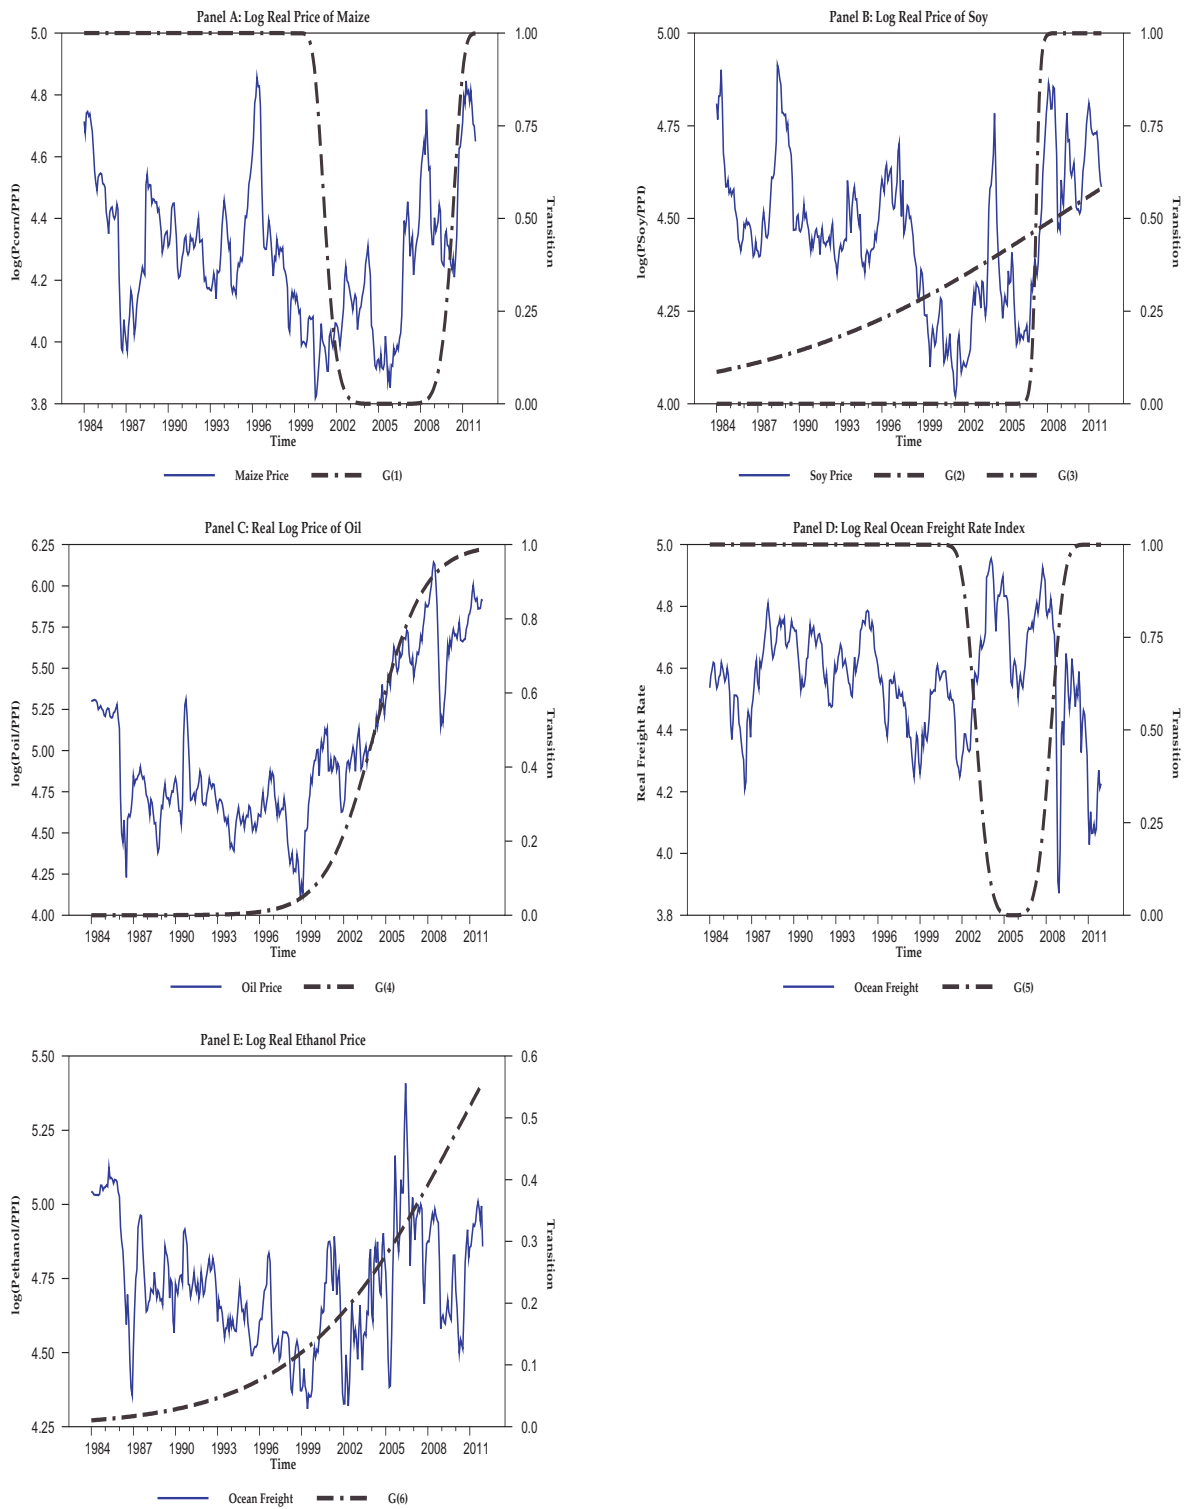 Panel A: Log Real Price of Maize
5.0
4.8
4.6
4.4
4.2
4.0
3.8
log(Pcorn/PPI)
1.00
0.75
0.50
0.25
0.00
Transition
1984 1987 1990 1993 1996 1999 2002 2005 2008 2011
Time
Maize Price G(1)
Panel B: Log Real Price of Soy
5.00
4.75
4.50
4.25
4.00
log(PSoy/PPI)
1.00
0.75
0.50
0.25
0.00
Transition
1984 1987 1990 1993 1996 1999 2002 2005 2008 2011
Time
Soy Price G(2) G(3)
Panel C: Real Log Price of Oil
6.25
6.00
5.75
5.50
5.25
5.00
4.75
4.50
4.25
4.00
log(Poil/PPI)
1.0
0.8
0.6
0.4
0.2
0.0
Transition
1984 1987 1990 1993 1996 1999 2002 2005 2008 2011
Time
Oil Price G(4)
Panel D: Log Real Ocean Freight Rate Index
5.0
4.8
4.6
4.4
4.2
4.0
3.8
Real Freight Rate
1.00
0.75
0.50
0.25
0.00
Transition
1984 1987 1990 1993 1996 1999 2002 2005 2008 2011
Time
Ocean Freight G(5)
Panel E: Log Real Ethanol Price
5.50
5.25
5.00
4.75
4.50
4.25
log(Pethanol/PPI)
0.6
0.5
0.4
0.3
0.2
0.1
0.0
Transition
1984 1987 1990 1993 1996 1999 2002 2005 2008 2011
Time
Ocean Freight G(6)